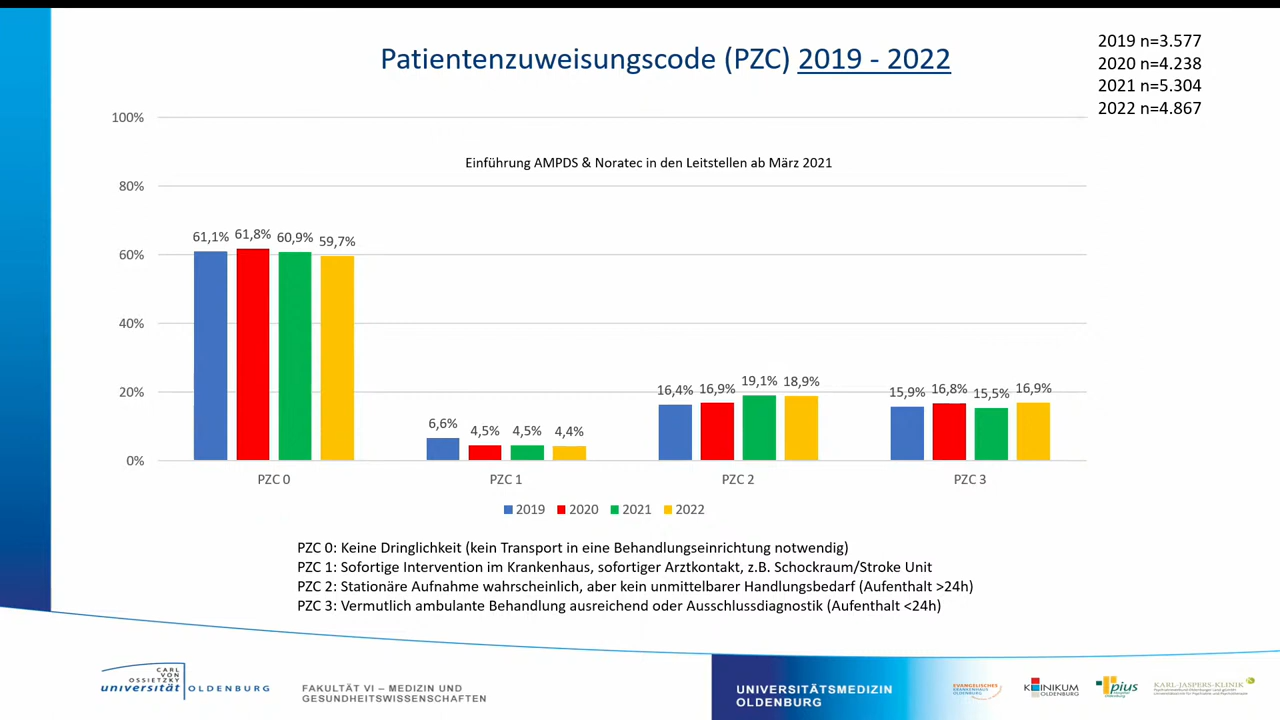 Patientenzuweisungscode (PZC) 2019 - 2022
2019 n=3.577
2020 n=4.238
2021 n=5.304
2022 n=4.867
100%
80%
60%
40%
20%
0%
Einführung AMPDS & Noratec in den Leitstellen ab März 2021
61,1% 61,8% 60,9% 59,7%
6,6% 4,5% 4,5% 4,4%
16,4% 16,9% 19,1% 18,9%
15,9% 16,8% 15,5% 16,9%
PZC 0 PZC 1 PZC 2 PZC 3
2019 2020 2021 2022
PZC 0: Keine Dringlichkeit (kein Transport in eine Behandlungseinrichtung notwendig)
PZC 1: Sofortige Intervention im Krankenhaus, sofortiger Arztkontakt, z.B. Schockraum/Stroke Unit
PZC 2: Stationäre Aufnahme wahrscheinlich, aber kein unmittelbarer Handlungsbedarf (Aufenthalt >24h)
PZC 3: Vermutlich ambulante Behandlung ausreichend oder Ausschlussdiagnostik (Aufenthalt <24h)
CARL
VON
OSSIETZKY
universität OLDENBURG
FAKULTÄT VI – MEDIZIN UND
GESUNDHEITSWISSENSCHAFTEN
UNIVERSITÄTSMEDIZIN
OLDENBURG
EVANGELISCHES
KRANKENHAUS
OLDENBURG
KLINIKUM
OLDENBURG
pius
KARL-JASPERS-KLINIK